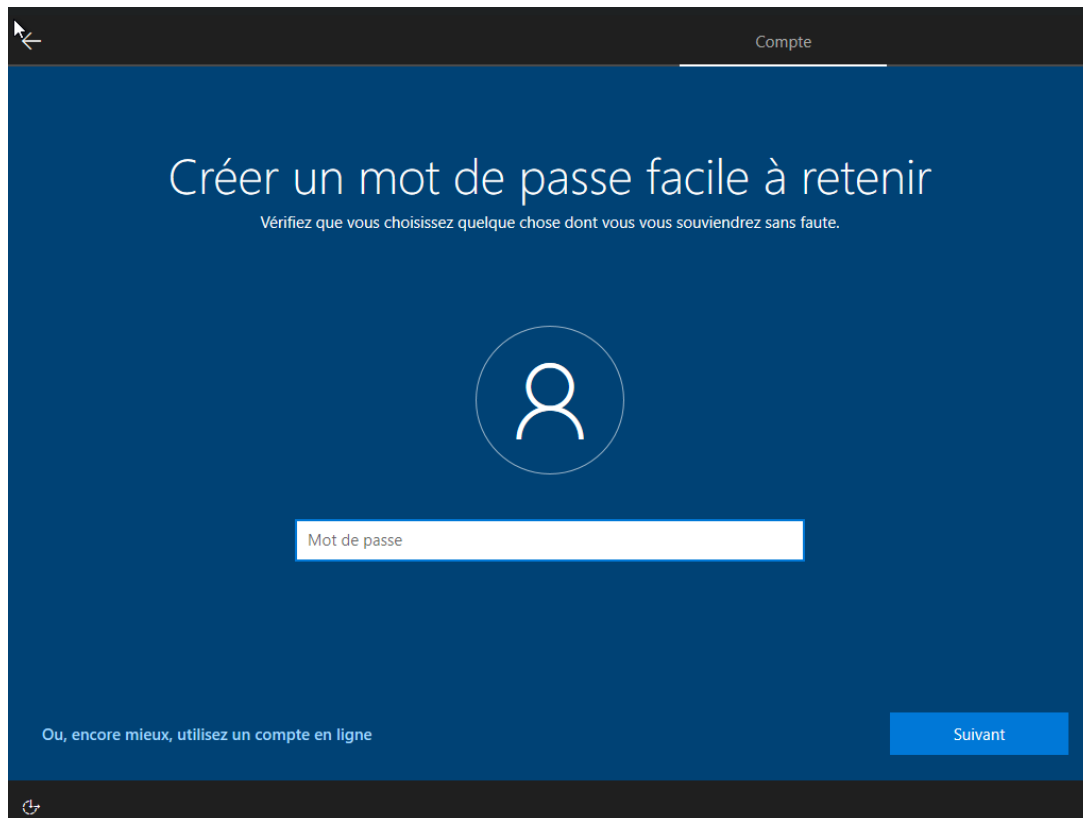 Compte
Créer un mot de passe facile à retenir
Vérifiez que vous choisissez quelque chose dont vous vous souviendrez sans faute.
Mot de passe
Ou, encore mieux, utilisez un compte en ligne
Suivant